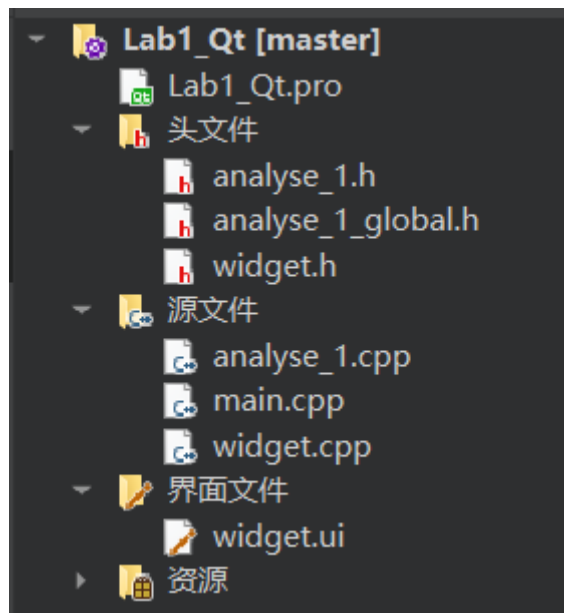 Lab1_Qt [master]
Lab1_Qt.pro
头文件
analyse_1.h
analyse_1_global.h
widget.h
源文件
analyse_1.cpp
main.cpp
widget.cpp
界面文件
widget.ui
资源